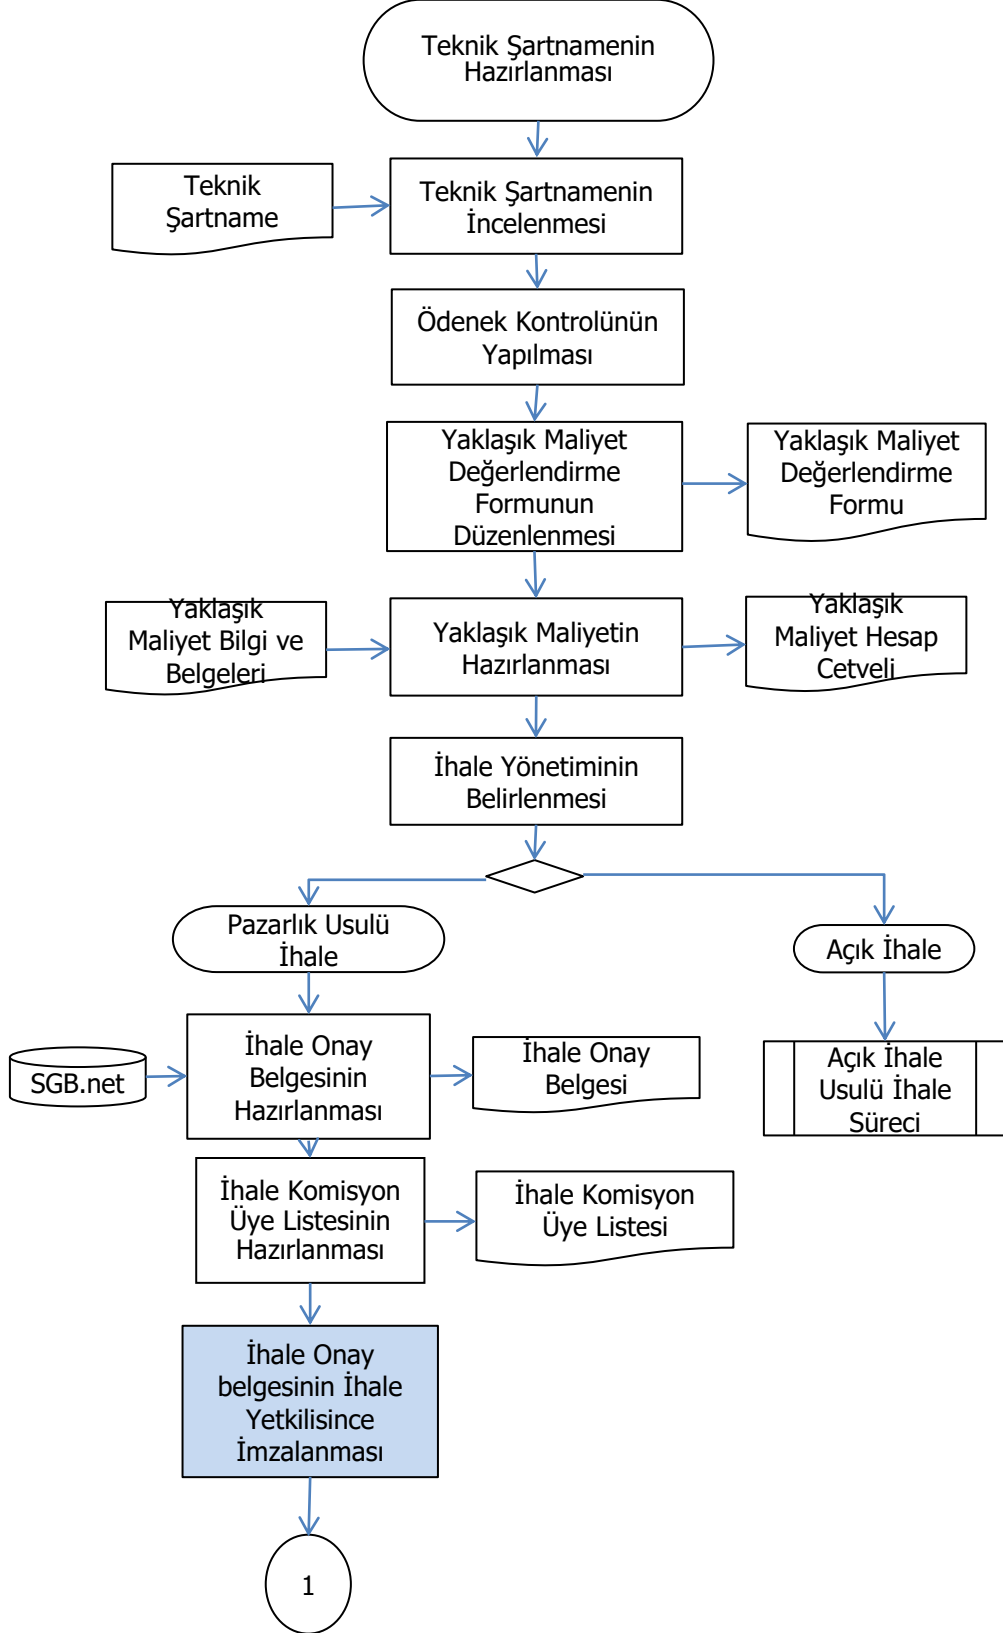 Teknik Şartnamenin
Hazırlanması
Teknik
Şartname
Teknik Şartnamenin
İncelenmesi
Ödenek Kontrolünün
Yapılması
Yaklaşık Maliyet
Değerlendirme
Formunun
Düzenlenmesi
Yaklaşık Maliyet
Değerlendirme
Formu
Yaklaşık
Maliyet Bilgi ve
Belgeleri
Yaklaşık Maliyetin
Hazırlanması
Yaklaşık
Maliyet Hesap
Cetveli
İhale Yönetiminin
Belirlenmesi
Pazarlık Usulü
İhale
Açık İhale
SGB.net
İhale Onay
Belgesinin
Hazırlanması
İhale Onay
Belgesi
Açık İhale
Usulü İhale
Süreci
İhale Komisyon
Üye Listesinin
Hazırlanması
İhale Komisyon
Üye Listesi
İhale Onay
belgesinin İhale
Yetkilisince
İmzalanması
1